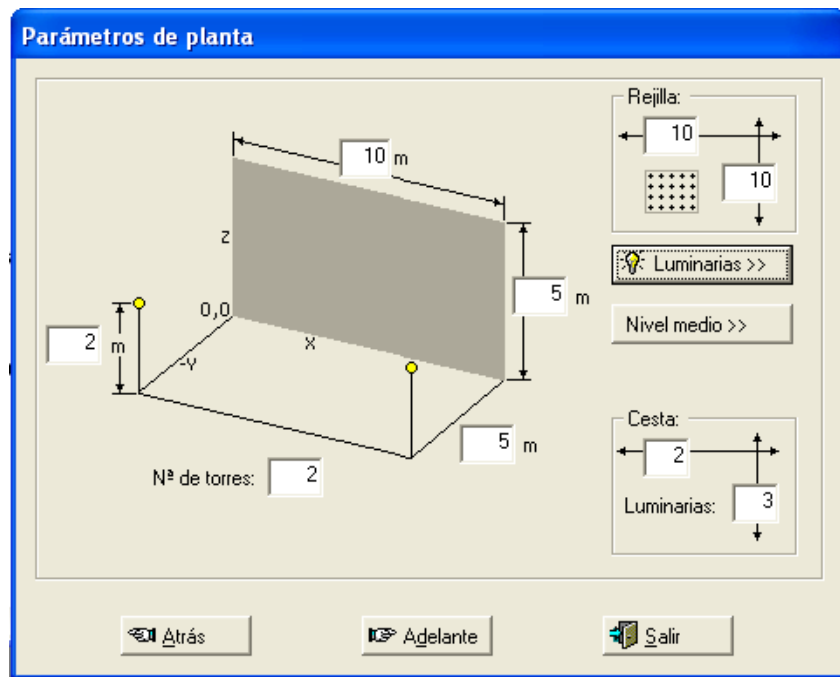 Parámetros de planta
Rejilla:
10 m
10
10
Z
Luminarias >>
5 m
0,0
2 m
X
-Y
Nivel medio >>
5 m
Nª de torres: 2
Cesta:
2
Luminarias: 3
Atrás
Adelante
Salir